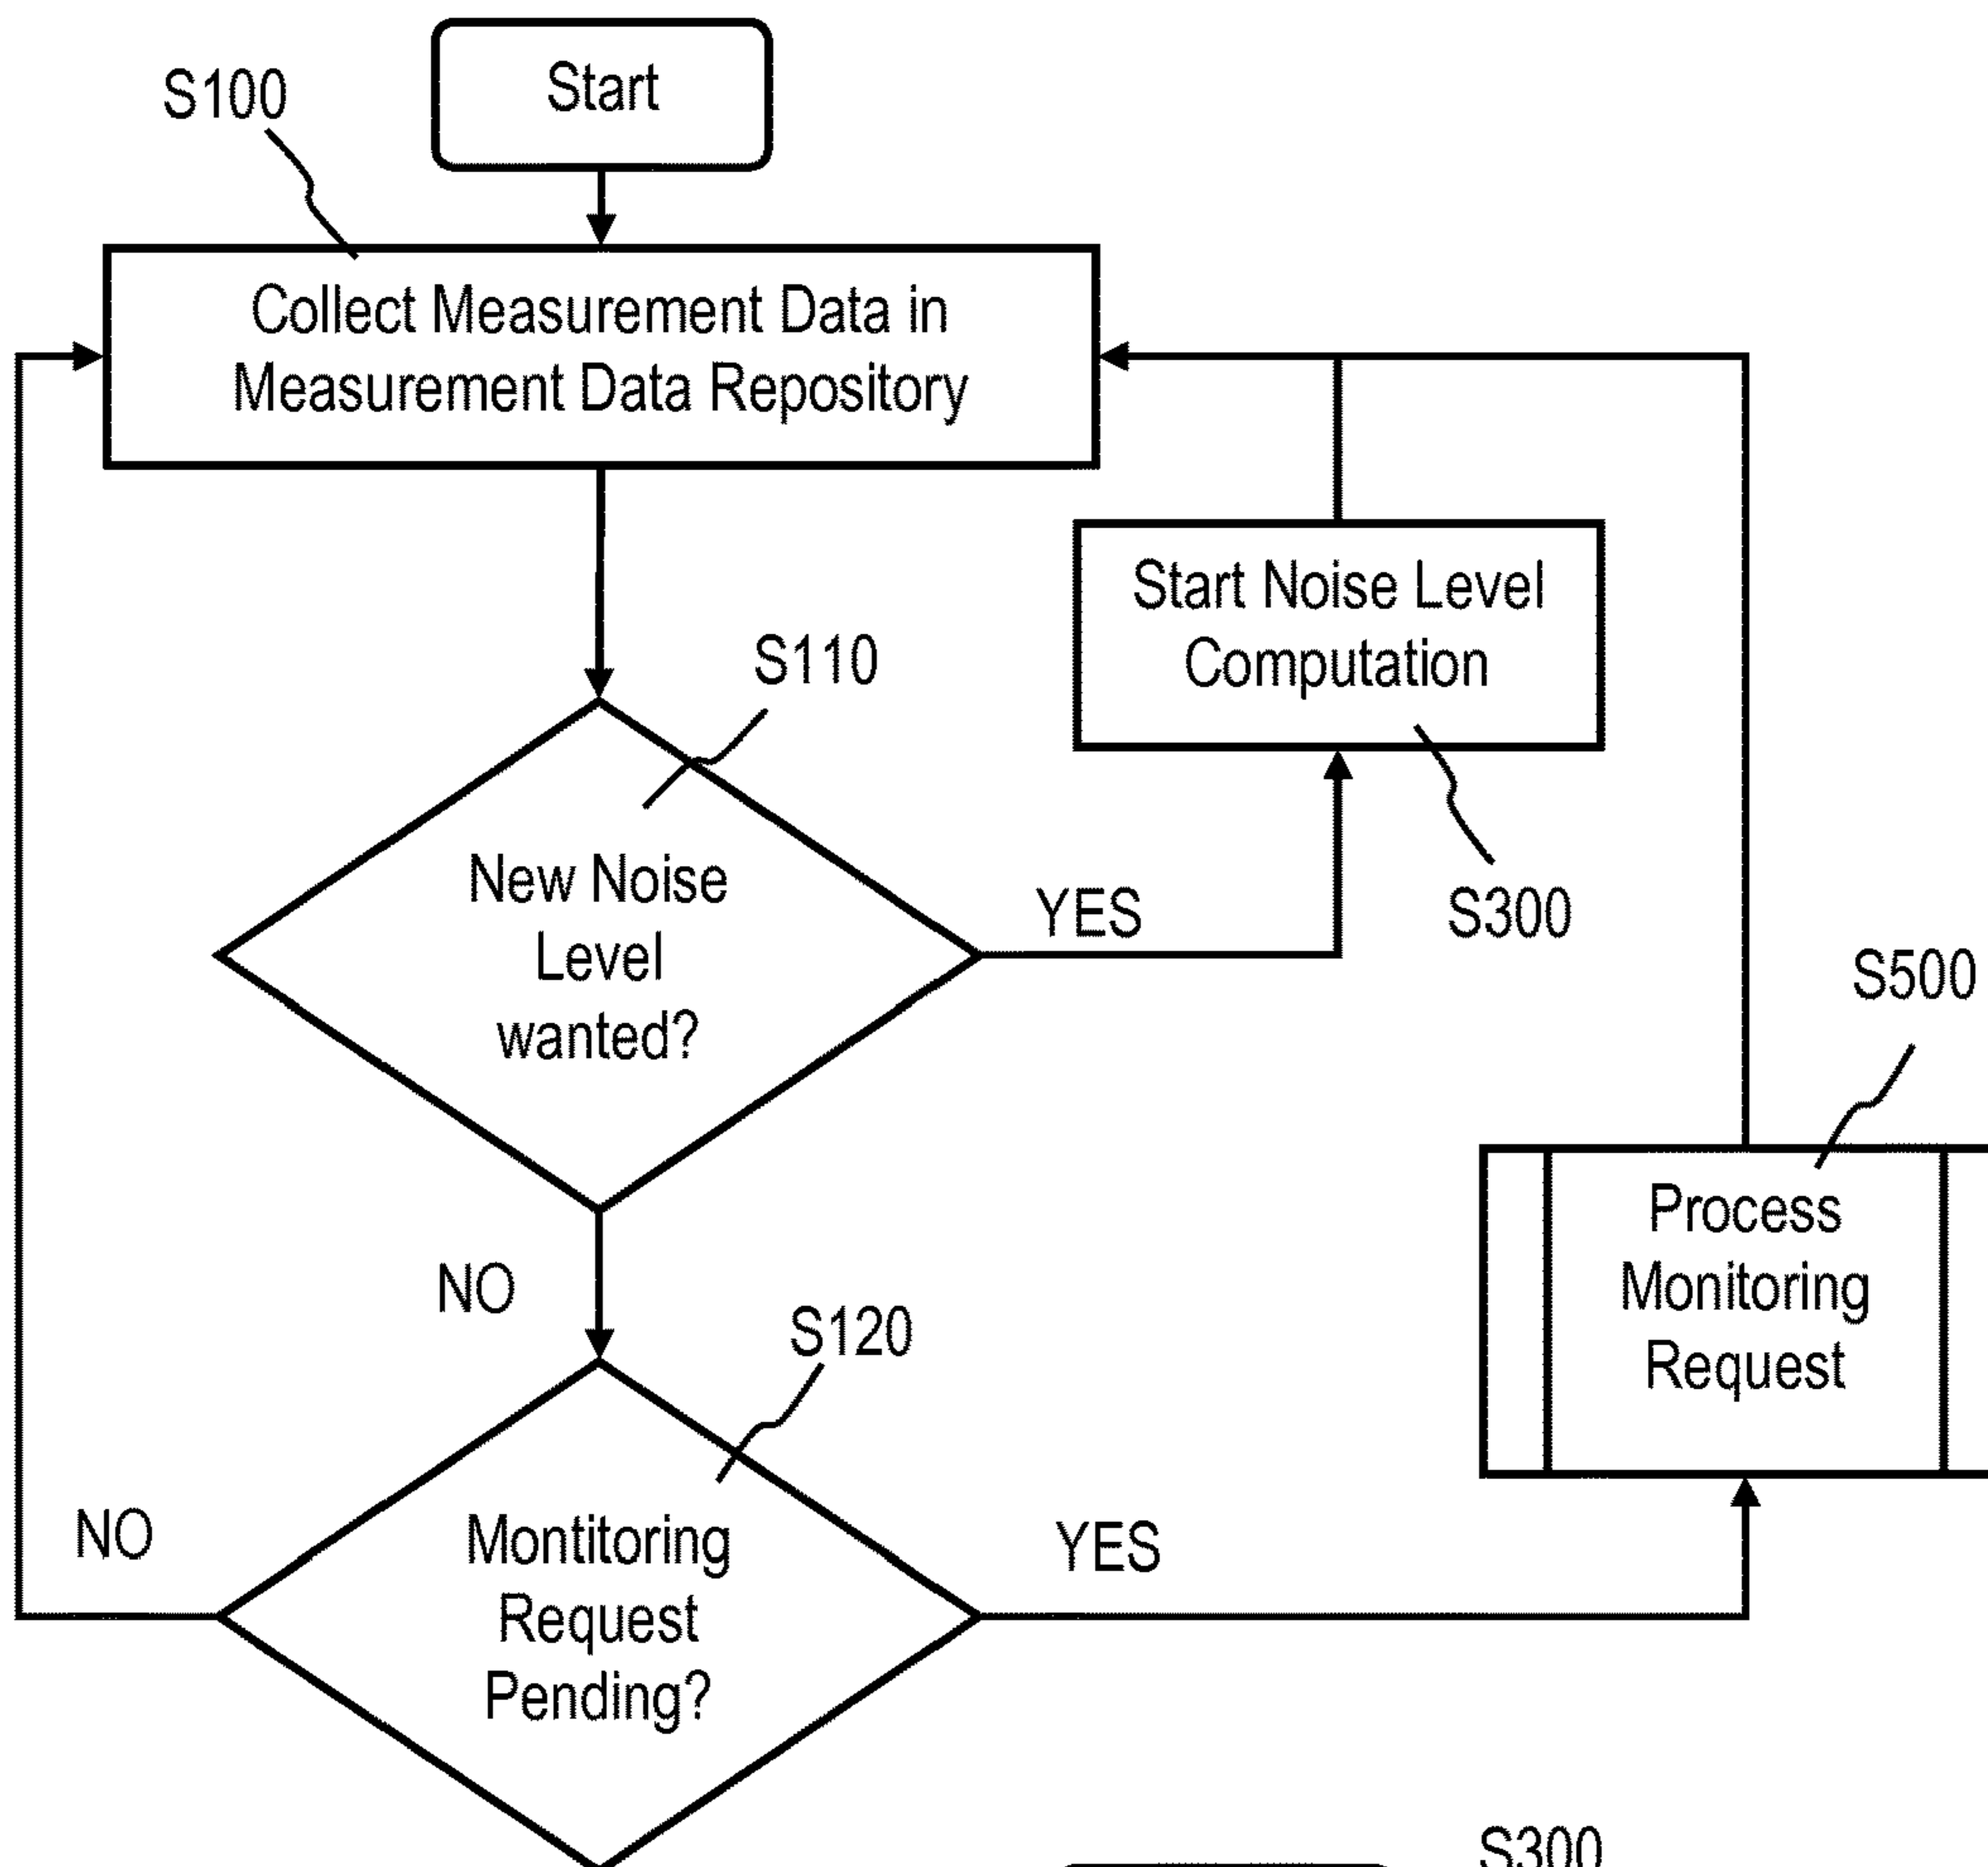 Start
S100
Collect Measurement Data in
Measurement Data Repository
Start Noise Level
Computation
S110
New Noise
Level
wanted?
YES
S300
S500
Process
Monitoring
Request
NO
S120
NO
Montitoring
Request
Pending?
YES
S300